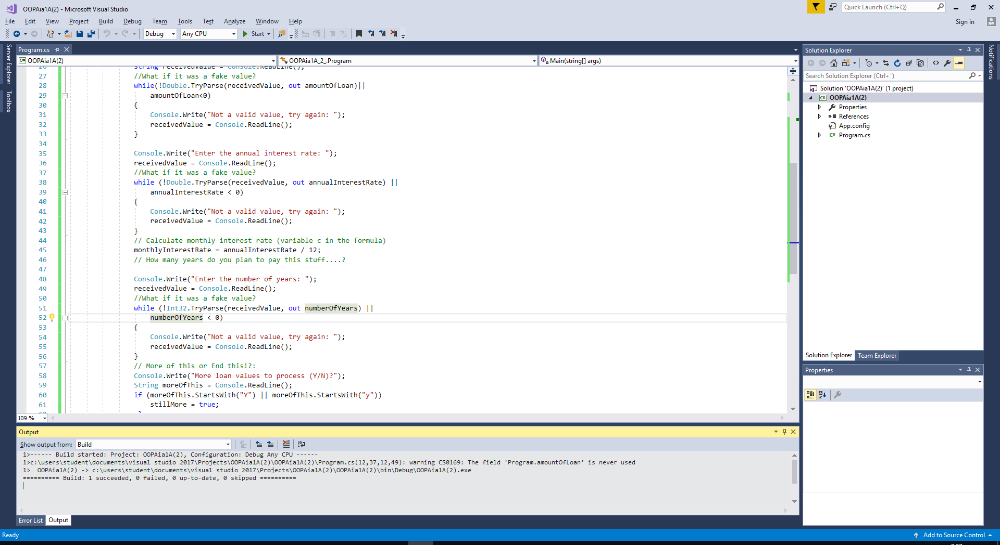 OOPAia1A(2) - Microsoft Visual Studio
Quick Launch (Ctrl+Q)
File Edit View Project Build Debug Team Tools Test Analyze Window Help
Sign in
Debug Any CPU Start
Server Explorer
Toolbox
Notifications
Program.cs
OOPAia1A(2) OOPAia1A_2_.Program Main(string[] args)
26 string receivedValue = Console.ReadLine();
27 //What if it was a fake value?
28 while(!Double.TryParse(receivedValue, out amountOfLoan)||
29 amountOfLoan<0)
30 {
31 Console.Write("Not a valid value, try again: ");
32 receivedValue = Console.ReadLine();
33 }
34
35 Console.Write("Enter the annual interest rate: ");
36 receivedValue = Console.ReadLine();
37 //What if it was a fake value?
38 while (!Double.TryParse(receivedValue, out annualInterestRate) ||
39 annualInterestRate < 0)
40 {
41 Console.Write("Not a valid value, try again: ");
42 receivedValue = Console.ReadLine();
43 }
44 // Calculate monthly interest rate (variable c in the formula)
45 monthlyInterestRate = annualInterestRate / 12;
46 // How many years do you plan to pay this stuff....?
47
48 Console.Write("Enter the number of years: ");
49 receivedValue = Console.ReadLine();
50 //What if it was a fake value?
51 while (!Int32.TryParse(receivedValue, out numberOfYears) ||
52 numberOfYears < 0)
53 {
54 Console.Write("Not a valid value, try again: ");
55 receivedValue = Console.ReadLine();
56 }
57 // More of this or End this!?:
58 Console.Write("More loan values to process (Y/N)?");
59 String moreOfThis = Console.ReadLine();
60 if (moreOfThis.StartsWith("Y") || moreOfThis.StartsWith("y"))
61 stillMore = true;
109 %
Output
Show output from: Build
1>------ Build started: Project: OOPAia1A(2), Configuration: Debug Any CPU ------
1>c:\users\student\documents\visual studio 2017\Projects\OOPAia1A(2)\OOPAia1A(2)\Program.cs(12,37,12,49): warning CS0169: The field 'Program.amountOfLoan' is never used
1> OOPAia1A(2) -> c:\users\student\documents\visual studio 2017\Projects\OOPAia1A(2)\OOPAia1A(2)\bin\Debug\OOPAia1A(2).exe
========== Build: 1 succeeded, 0 failed, 0 up-to-date, 0 skipped ==========
Error List Output
Solution Explorer
Search Solution Explorer (Ctrl+¨)
Solution 'OOPAia1A(2)' (1 project)
C# OOPAia1A(2)
Properties
References
App.config
C# Program.cs
Solution Explorer Team Explorer
Properties
Ready
Add to Source Control